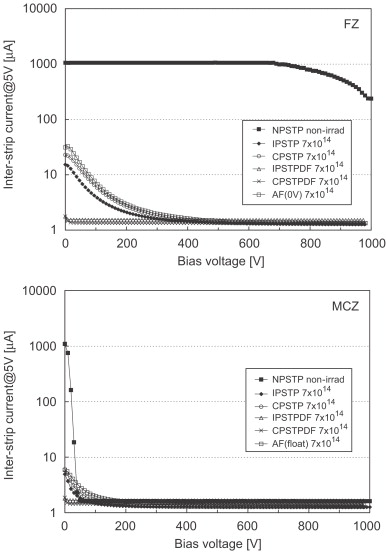 10000
1000
100
10
1
Inter-strip current@5V [µA]
FZ
NPSTP non-irrad
IPSTP 7x10^14
CPSTP 7x10^14
IPSTPDF 7x10^14
CPSTPDF 7x10^14
AF(0V) 7x10^14
0 200 400 600 800 1000
Bias voltage [V]
10000
1000
100
10
1
Inter-strip current@5V [µA]
MCZ
NPSTP non-irrad
IPSTP 7x10^14
CPSTP 7x10^14
IPSTPDF 7x10^14
CPSTPDF 7x10^14
AF(float) 7x10^14
0 200 400 600 800 1000
Bias voltage [V]